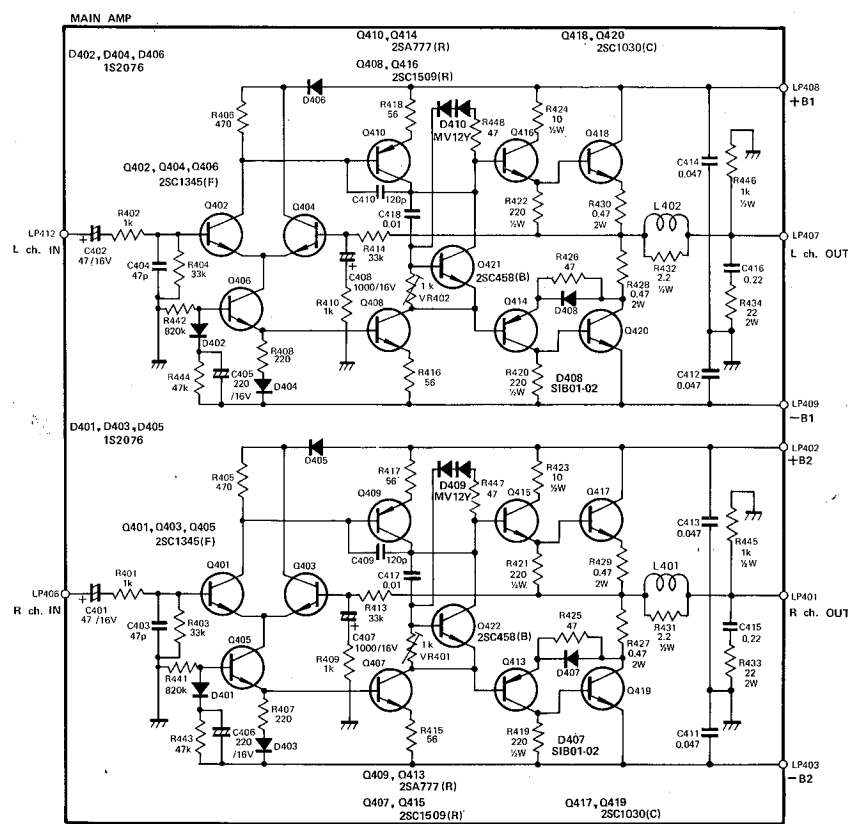 MAIN AMP
D402, D404, D406
1S2076
Q410, Q414
2SA777 (R)
Q408, Q416
2SC1509(R)
Q418, Q420
2SC1030(C)
LP408
+B1
D406
R406
470
R418
56
D410
MV12Y
R448
47
R424
10
½W
Q410
Q416
Q418
C414
0.047
R446
1k
½W
Q402, Q404, Q406
2SC1345(F)
C410
120p
C418
0.01
R422
220
½W
R430
0.47
2W
L402
LP412
L ch. IN
C402
47 /16V
R402
1k
Q402
Q404
R414
33k
LP407
L ch. OUT
C404
47p
R404
33k
C408
1000/16V
Q421
2SC458(B)
R426
47
R428
0.47
2W
R432
2.2
½W
C416
0.22
Q406
R410
1k
Q408
1k
VR402
Q414
D408
Q420
R434
22
2W
R442
820k
D402
R408
220
R444
47k
C405
220
/16V
D404
R416
56
R420
220
½W
D408
SIB01-02
C412
0.047
LP409
−B1
D401, D403, D405
1S2076
LP402
+B2
D405
R405
470
R417
56
D409
MV12Y
R447
47
R423
10
½W
Q409
Q415
Q417
C413
0.047
R445
1k
½W
Q401, Q403, Q405
2SC1345(F)
C409
120p
C417
0.01
R421
220
½W
R429
0.47
2W
L401
LP406
R ch. IN
C401
47 /16V
R401
1k
Q401
Q403
R413
33k
LP401
R ch. OUT
C403
47p
R403
33k
C407
1000/16V
Q422
2SC458(B)
R425
47
R427
0.47
2W
R431
2.2
½W
C415
0.22
Q405
R409
1k
Q407
1k
VR401
Q413
D407
Q419
R433
22
2W
R441
820k
D401
R407
220
R443
47k
C406
220
/16V
D403
R415
56
R419
220
½W
D407
SIB01-02
C411
0.047
LP403
−B2
Q409, Q413
2SA777 (R)
Q407, Q415
2SC1509(R)
Q417, Q419
2SC1030(C)